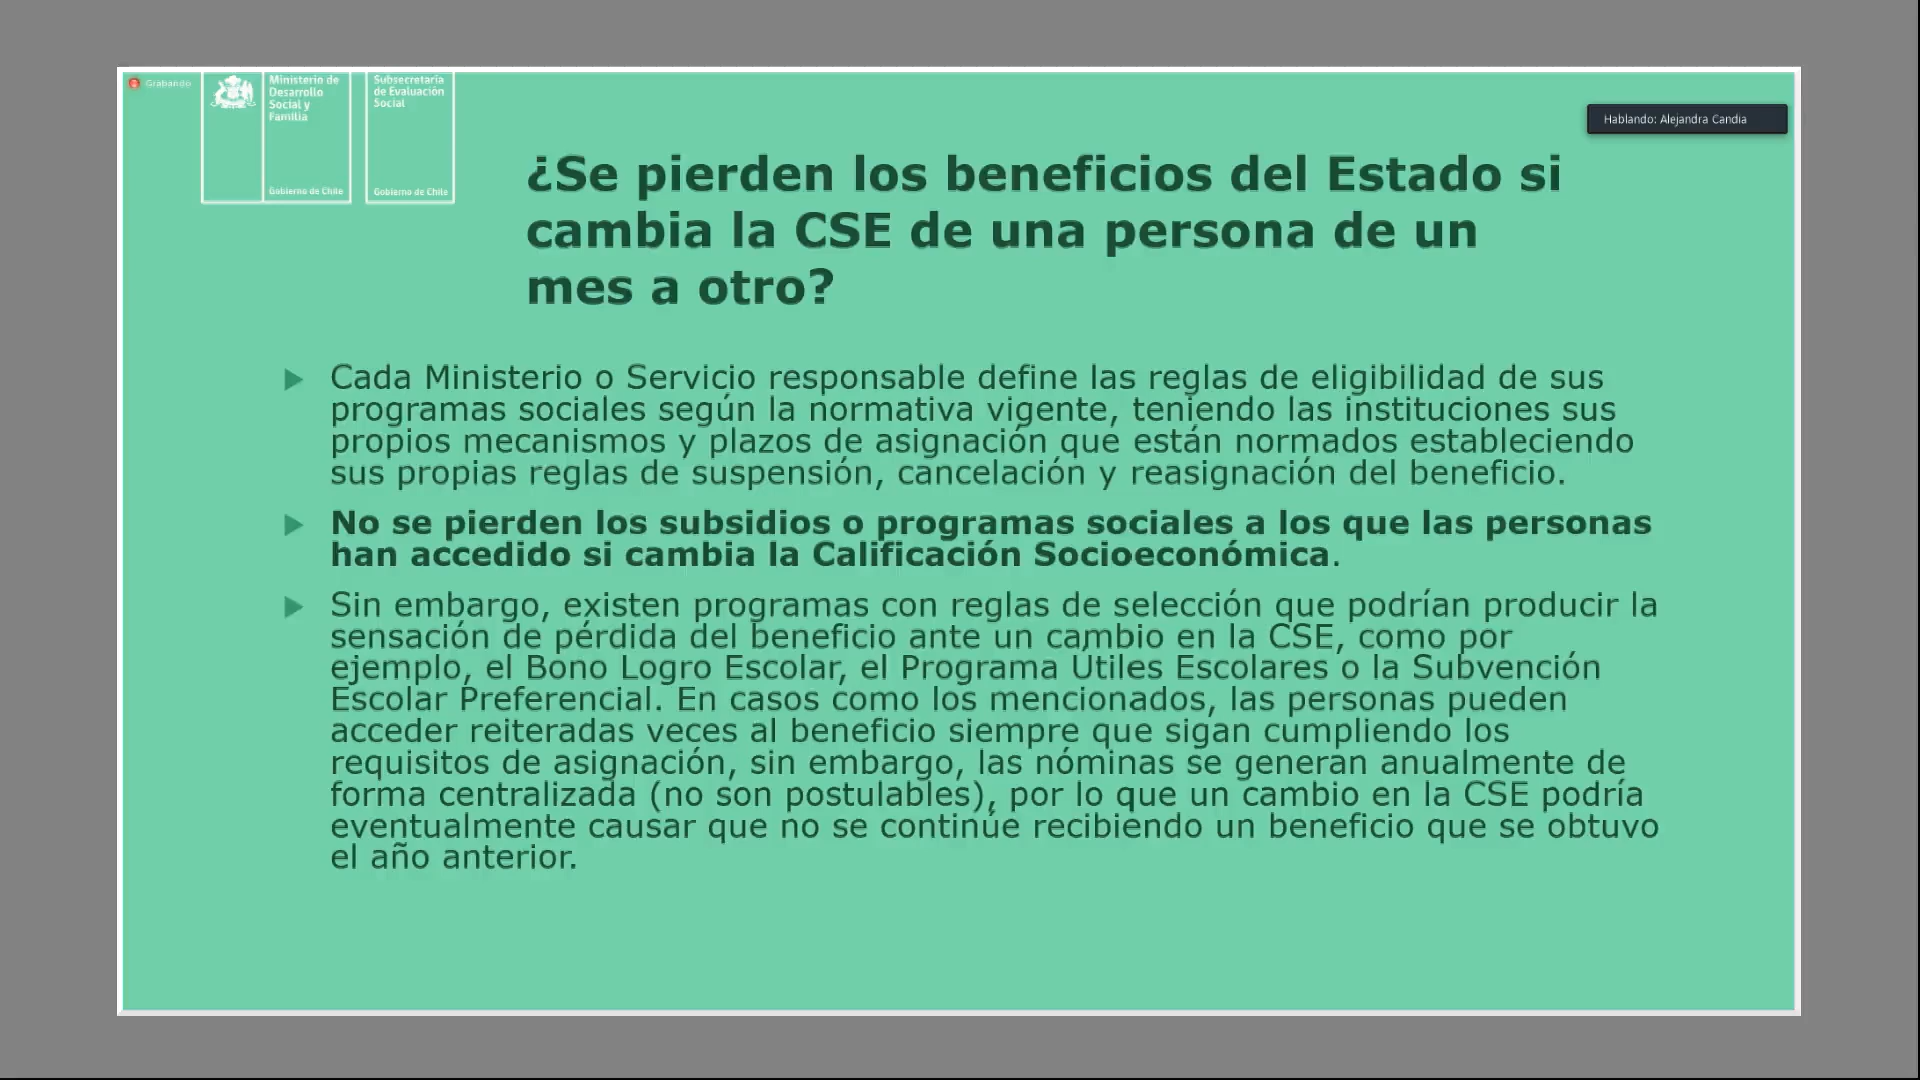 Grabando
Ministerio de
Desarrollo
Social y
Familia
Gobierno de Chile
Subsecretaría
de Evaluación
Social
Gobierno de Chile
Hablando: Alejandra Candia
¿Se pierden los beneficios del Estado si
cambia la CSE de una persona de un
mes a otro?
Cada Ministerio o Servicio responsable define las reglas de eligibilidad de sus
programas sociales según la normativa vigente, teniendo las instituciones sus
propios mecanismos y plazos de asignación que están normados estableciendo
sus propias reglas de suspensión, cancelación y reasignación del beneficio.
No se pierden los subsidios o programas sociales a los que las personas
han accedido si cambia la Calificación Socioeconómica.
Sin embargo, existen programas con reglas de selección que podrían producir la
sensación de pérdida del beneficio ante un cambio en la CSE, como por
ejemplo, el Bono Logro Escolar, el Programa Útiles Escolares o la Subvención
Escolar Preferencial. En casos como los mencionados, las personas pueden
acceder reiteradas veces al beneficio siempre que sigan cumpliendo los
requisitos de asignación, sin embargo, las nóminas se generan anualmente de
forma centralizada (no son postulables), por lo que un cambio en la CSE podría
eventualmente causar que no se continúe recibiendo un beneficio que se obtuvo
el año anterior.